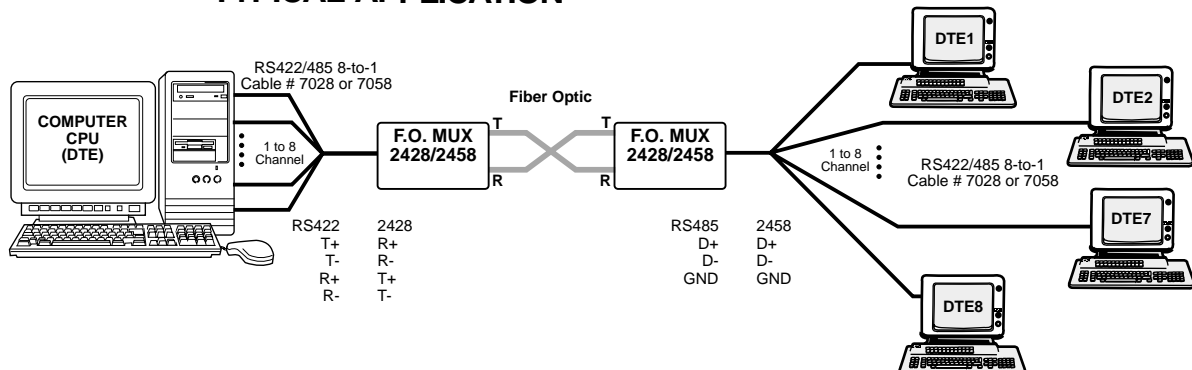 TYPICAL APPLICATION
RS422/485 8-to-1
Cable # 7028 or 7058
COMPUTER
CPU
(DTE)
1 to 8
Channel
F.O. MUX
2428/2458
T
R
Fiber Optic
T
R
F.O. MUX
2428/2458
1 to 8
Channel
RS422/485 8-to-1
Cable # 7028 or 7058
DTE1
DTE2
DTE7
DTE8
RS422 2428
T+ R+
T- R-
R+ T+
R- T-
RS485 2458
D+ D+
D- D-
GND GND